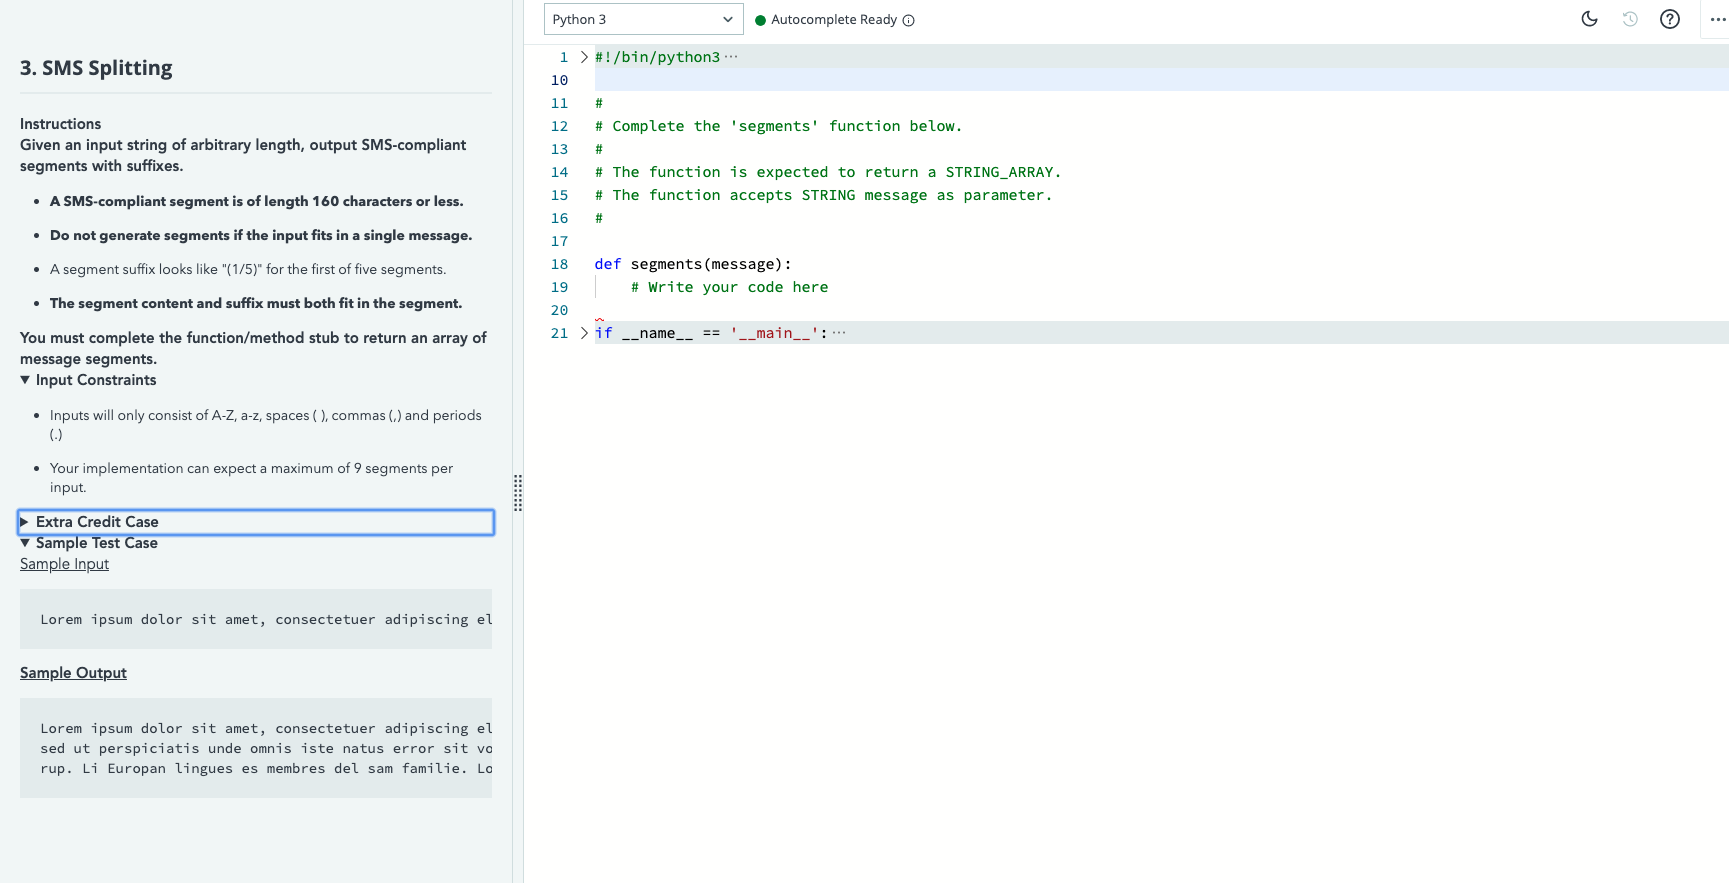 3. SMS Splitting
Instructions
Given an input string of arbitrary length, output SMS-compliant
segments with suffixes.
A SMS-compliant segment is of length 160 characters or less.
Do not generate segments if the input fits in a single message.
A segment suffix looks like "(1/5)" for the first of five segments.
The segment content and suffix must both fit in the segment.
You must complete the function/method stub to return an array of
message segments.
Input Constraints
Inputs will only consist of A-Z, a-z, spaces ( ), commas (,) and periods
(.)
Your implementation can expect a maximum of 9 segments per
input.
Extra Credit Case
Sample Test Case
Sample Input
Lorem ipsum dolor sit amet, consectetuer adipiscing el
Sample Output
Lorem ipsum dolor sit amet, consectetuer adipiscing el
sed ut perspiciatis unde omnis iste natus error sit vo
rup. Li Europan lingues es membres del sam familie. Lo
Python 3
Autocomplete Ready
1 #!/bin/python3 ···
10
11 #
12 # Complete the 'segments' function below.
13 #
14 # The function is expected to return a STRING_ARRAY.
15 # The function accepts STRING message as parameter.
16 #
17
18 def segments(message):
19 # Write your code here
20
21 if __name__ == '__main__': ···